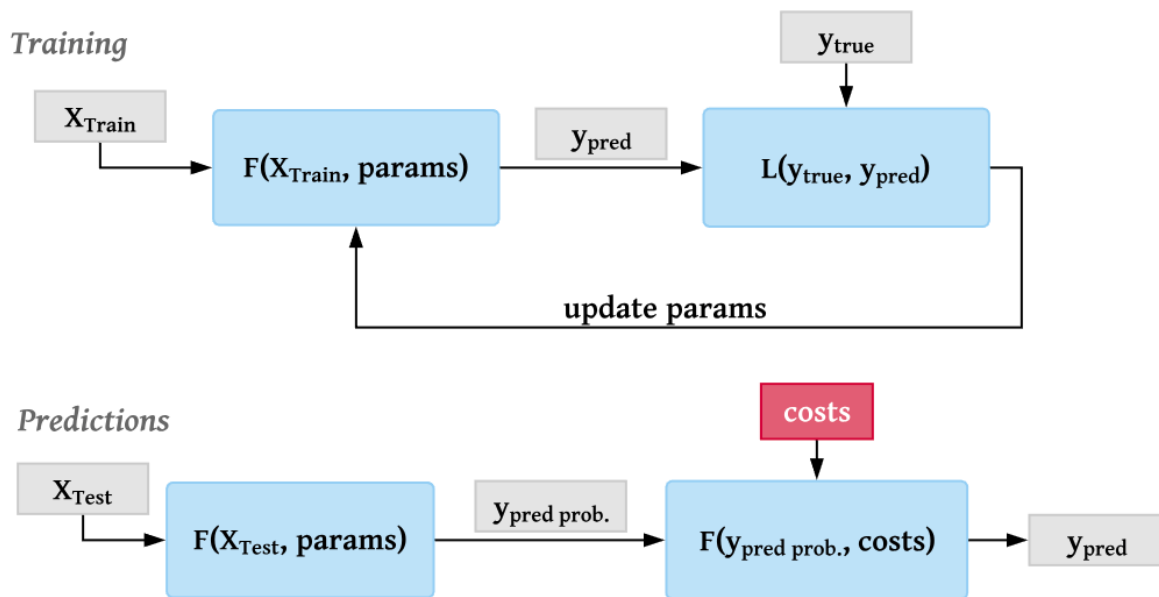 Training
y_true
X_Train
F(X_Train, params)
y_pred
L(y_true, y_pred)
update params
Predictions
costs
X_Test
F(X_Test, params)
y_pred prob.
F(y_pred prob., costs)
y_pred